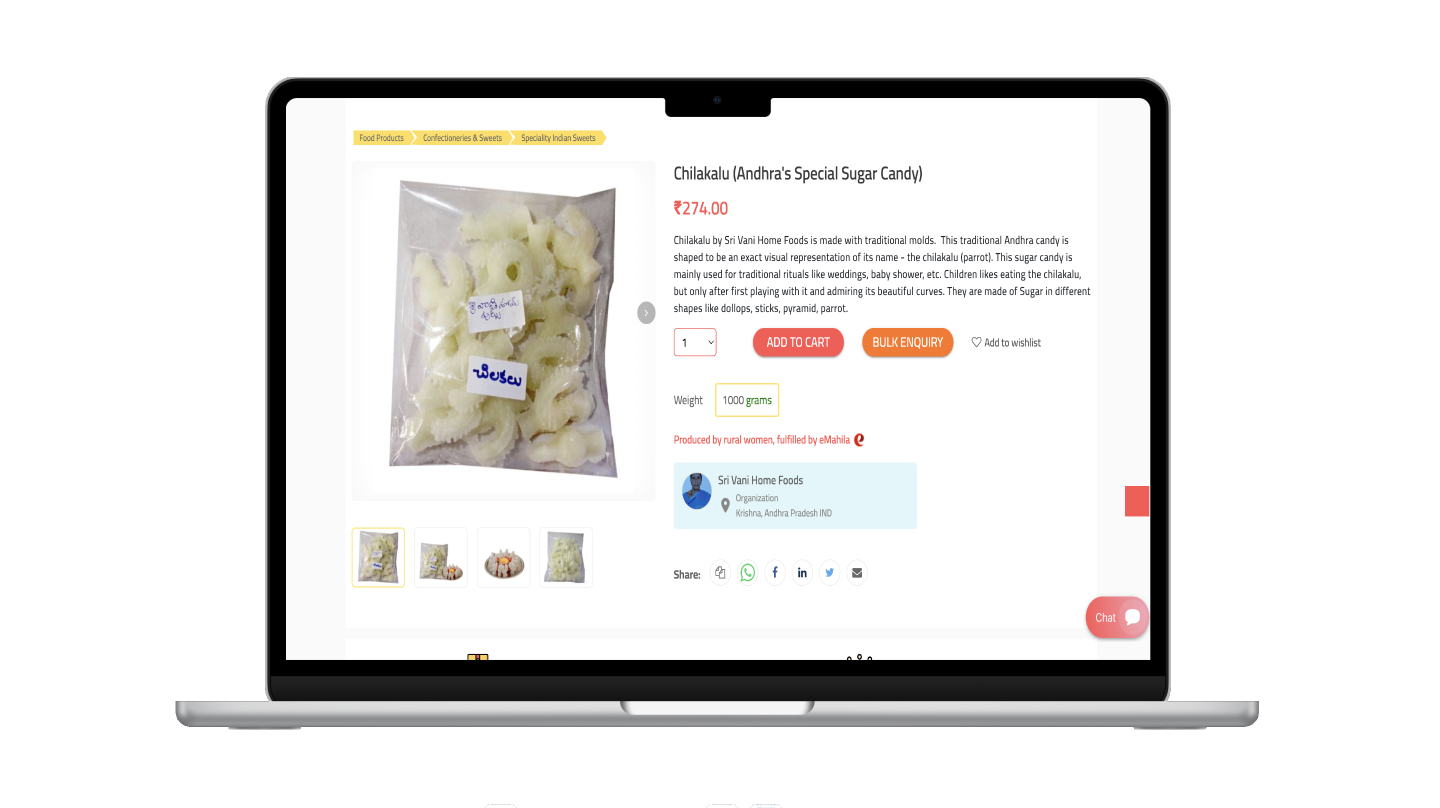 Food Products
Confectioneries & Sweets
Speciality Indian Sweets
చిలకలు
Chilakalu (Andhra's Special Sugar Candy)
₹274.00
Chilakalu by Sri Vani Home Foods is made with traditional molds. This traditional Andhra candy is
shaped to be an exact visual representation of its name - the chilakalu (parrot). This sugar candy is
mainly used for traditional rituals like weddings, baby shower, etc. Children likes eating the chilakalu,
but only after first playing with it and admiring its beautiful curves. They are made of Sugar in different
shapes like dollops, sticks, pyramid, parrot.
1
ADD TO CART
BULK ENQUIRY
Add to wishlist
Weight
1000 grams
Produced by rural women, fulfilled by eMahila
Sri Vani Home Foods
Organization
Krishna, Andhra Pradesh IND
Share:
Chat